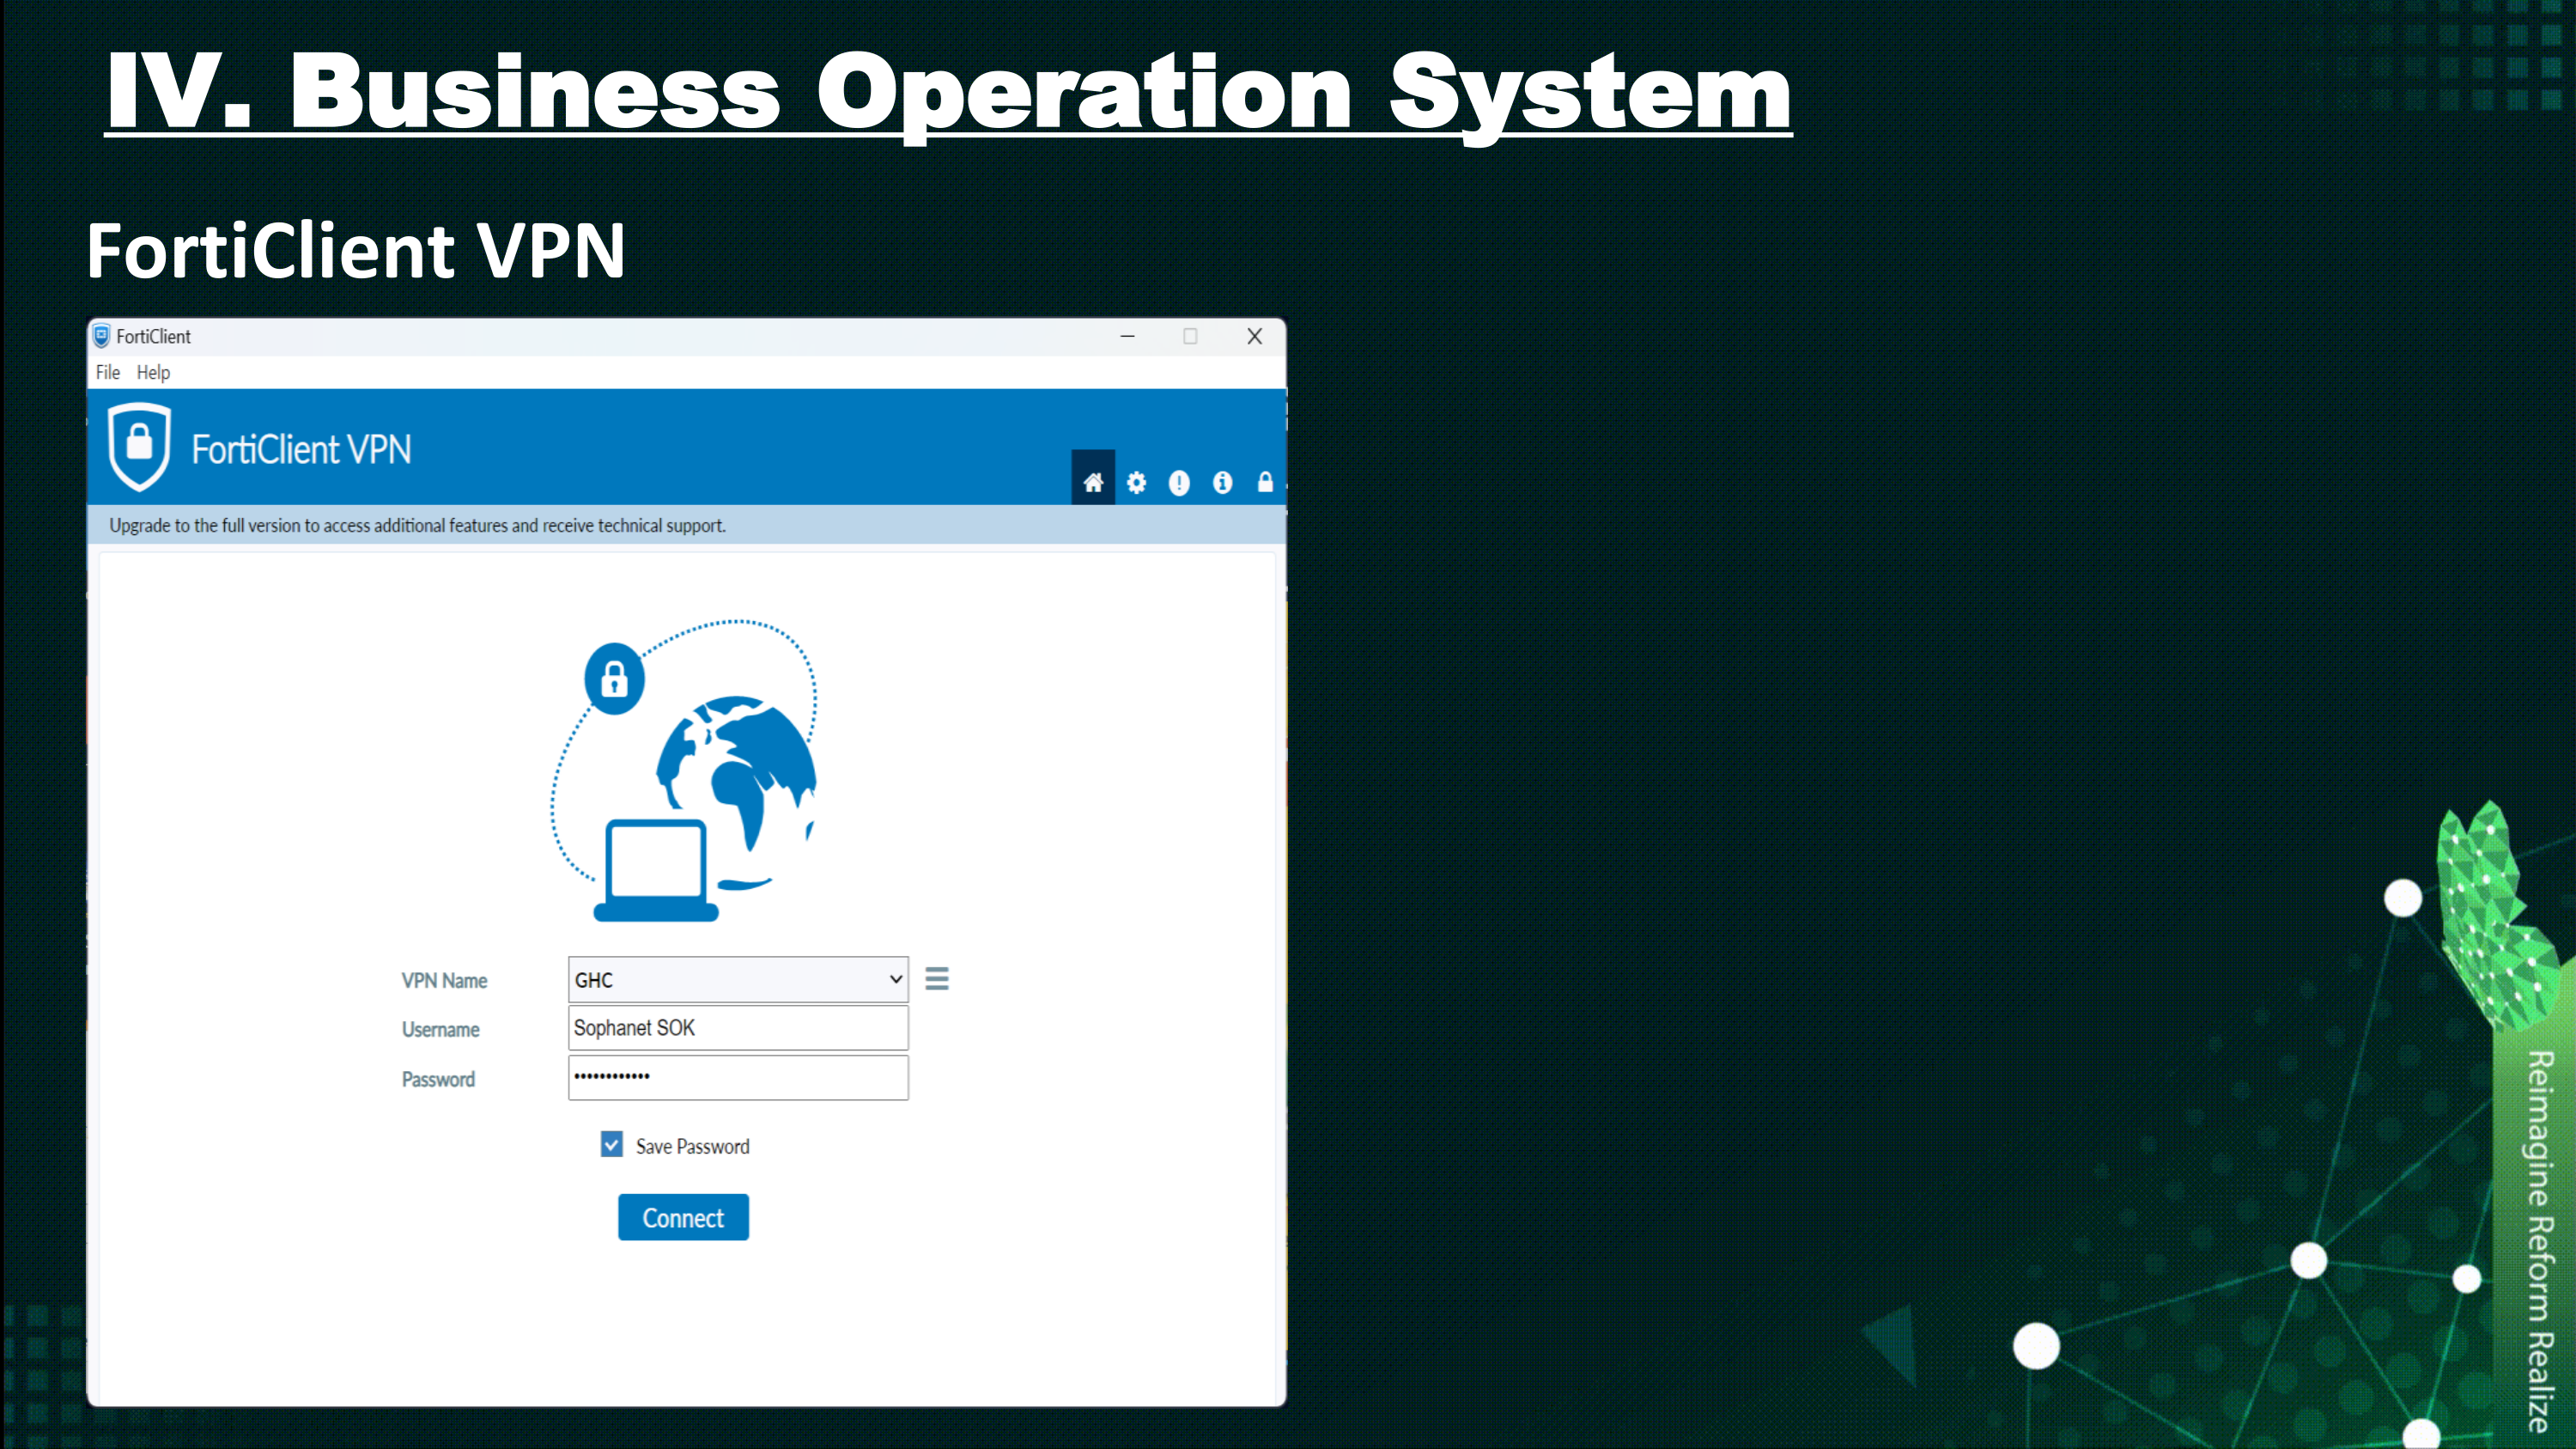 IV. Business Operation System
FortiClient VPN
FortiClient
File Help
FortiClient VPN
Upgrade to the full version to access additional features and receive technical support.
VPN Name GHC
Username Sophanet SOK
Password ••••••••••••
Save Password
Connect
Reimagine Reform Realize